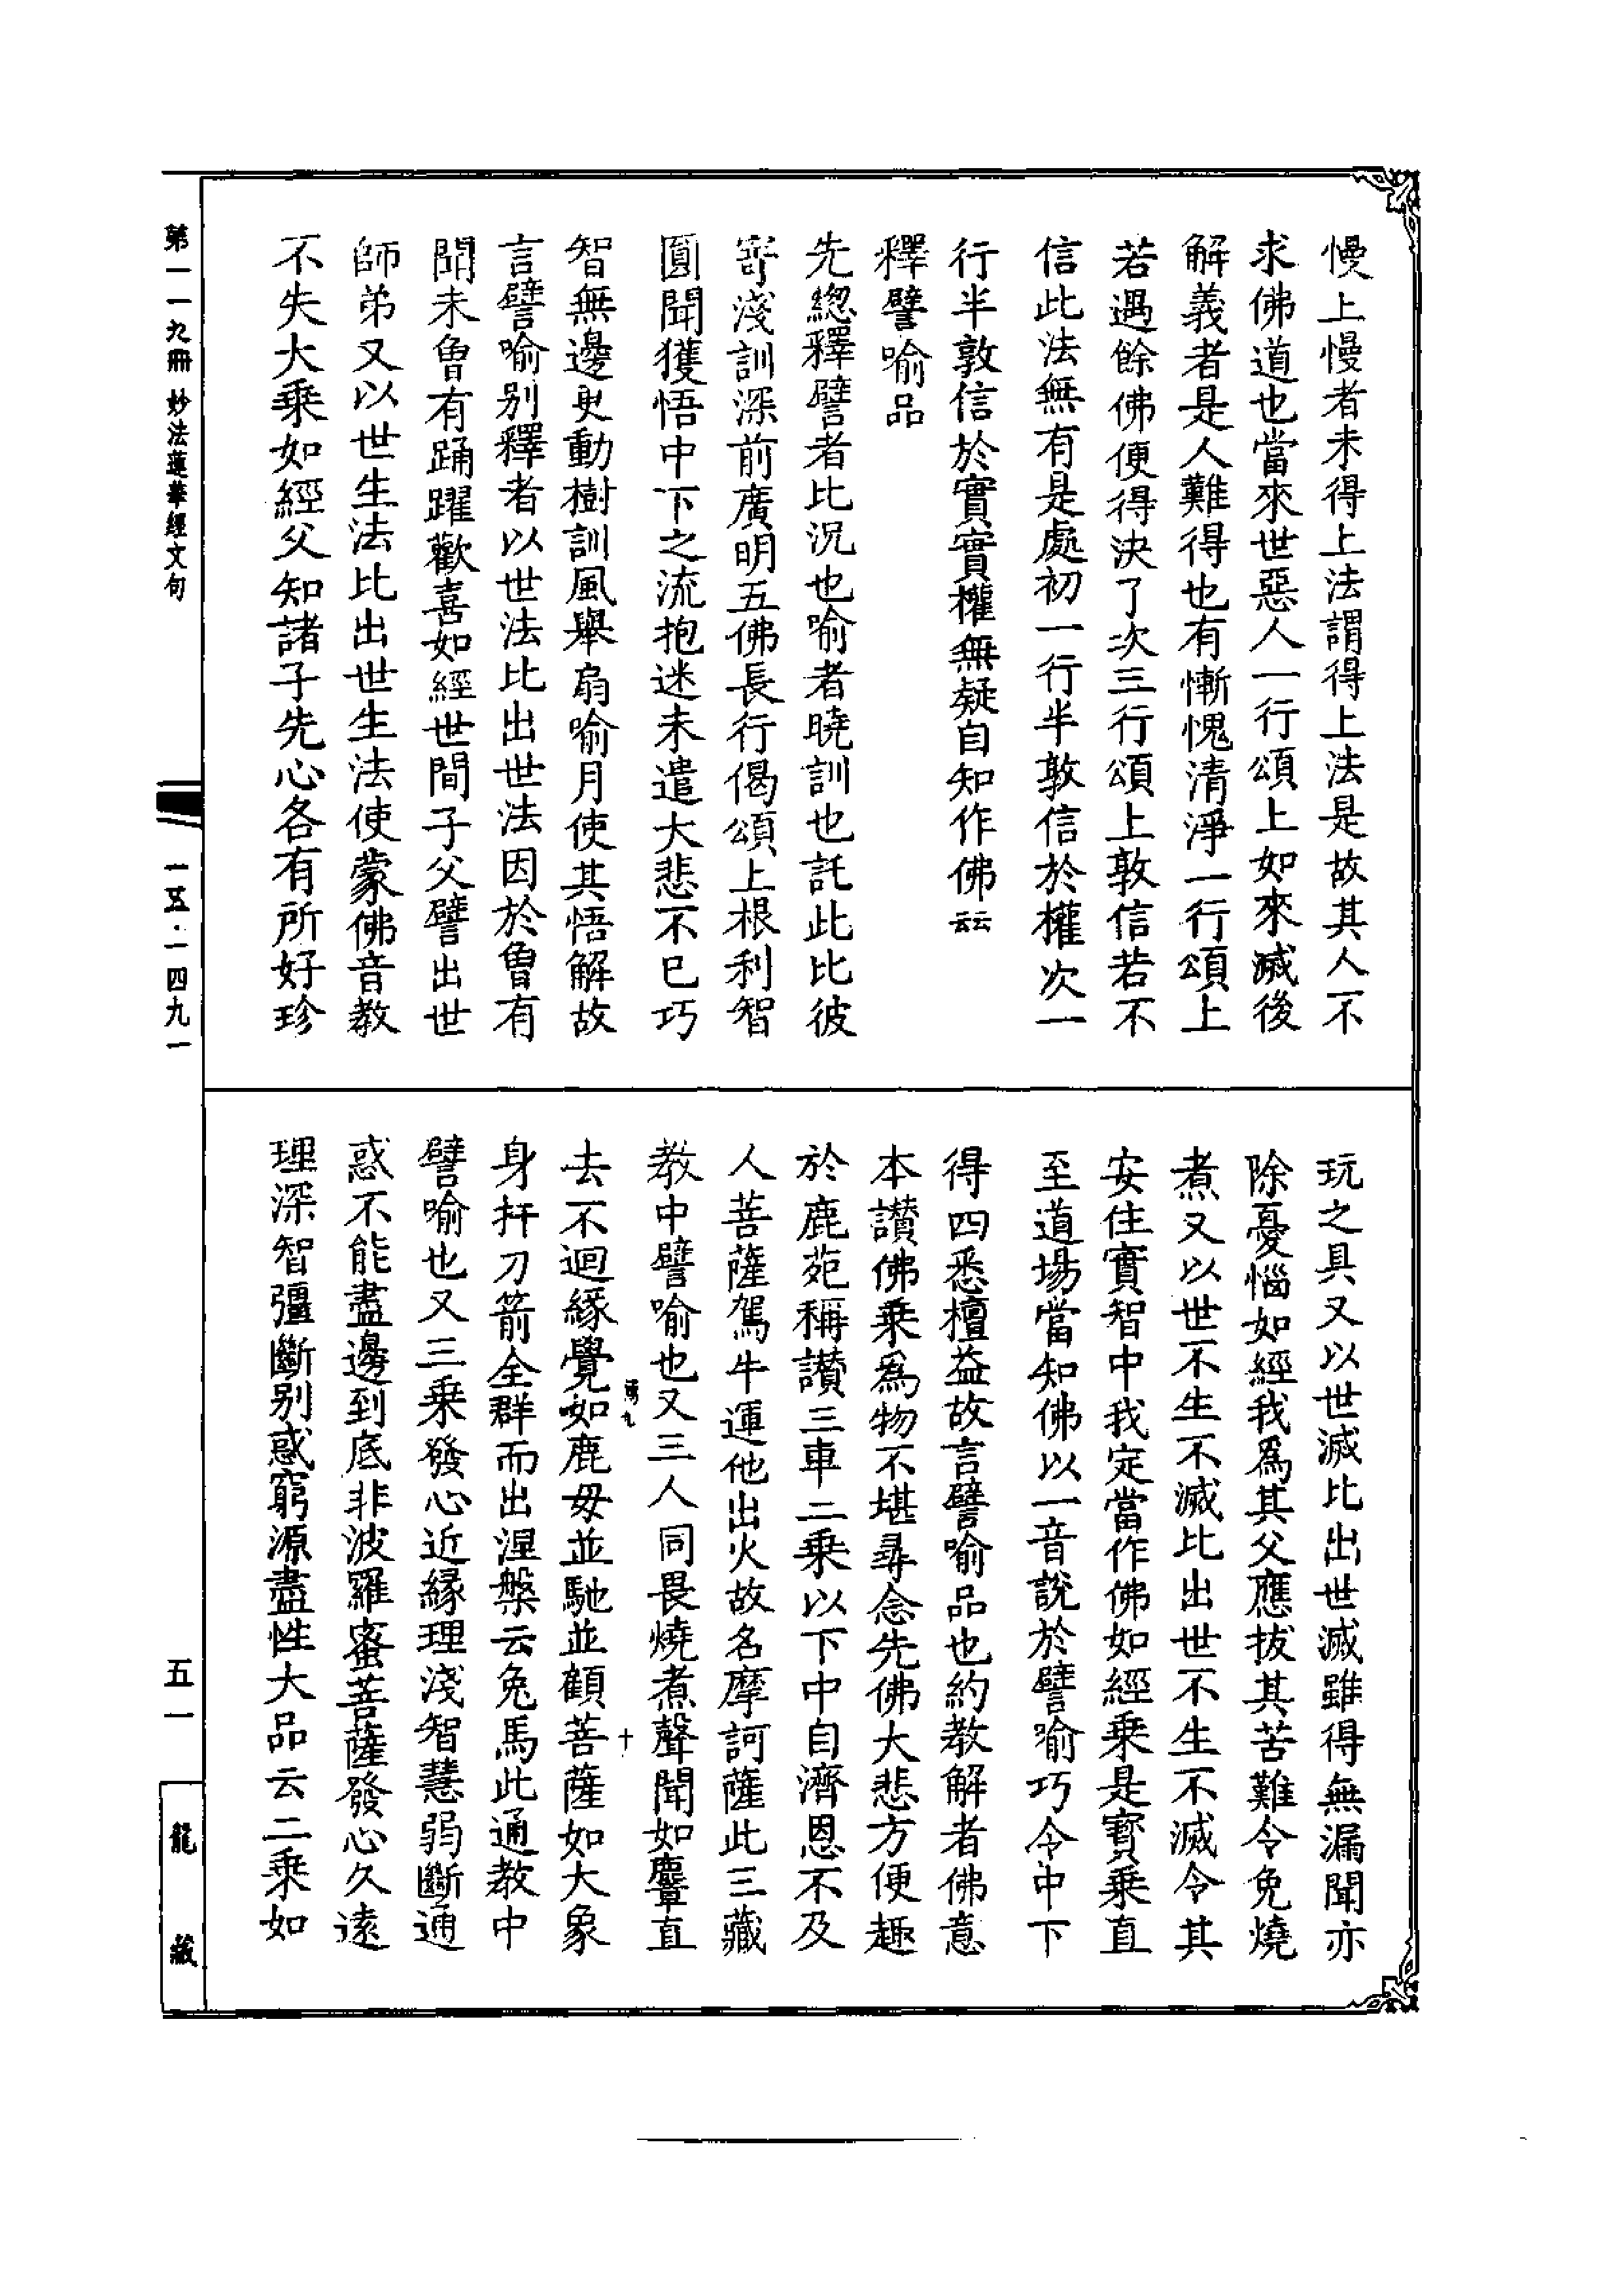 慢上慢者未得上法謂得上法是故其人不
求佛道也當來世惡人一行頌上如來滅後
解義者是人難得也有慚愧清淨一行頌上
若遇餘佛便得決了次三行頌上敦信若不
信此法無有是處初一行半敦信於權次一
行半敦信於實實權無疑自知作佛云云
釋譬喻品
先總釋譬者比況也喻者曉訓也託此比彼
寄淺訓深前廣明五佛長行偈頌上根利智
圓聞獲悟中下之流抱迷未遣大悲不已巧
智無邊更動樹訓風舉扇喻月使其悟解故
言譬喻別釋者以世法比出世法因於曾有
聞未曾有踊躍歡喜如經世間子父譬出世
師弟又以世生法比出世生法使蒙佛音教
不失大乘如經父知諸子先心各有所好珍
玩之具又以世滅比出世滅雖得無漏聞亦
除憂惱如經我為其父應拔其苦難令免燒
煮又以世不生不滅比出世不生不滅令其
安住實智中我定當作佛如經乘是寶乘直
至道場當知佛以一音說於譬喻巧令中下
得四悉檀益故言譬喻品也約教解者佛意
本讚佛乘為物不堪尋念先佛大悲方便趣
於鹿苑稱讚三車二乘以下中自濟恩不及
人菩薩駕牛運他出火故名摩訶薩此三藏
教中譬喻也又三人同畏燒煮聲聞如麞直
去不迴緣覺如鹿母並馳並顧菩薩如大象
身扞刀箭全群而出涅槃云兔馬此通教中
譬喻也又三乘發心近緣理淺智慧弱斷通
惑不能盡邊到底非波羅蜜菩薩發心久遠
理深智彊斷別惑窮源盡性大品云二乘如
第一一九冊 妙法蓮華經文句
一五·一四九一
五一
龍藏